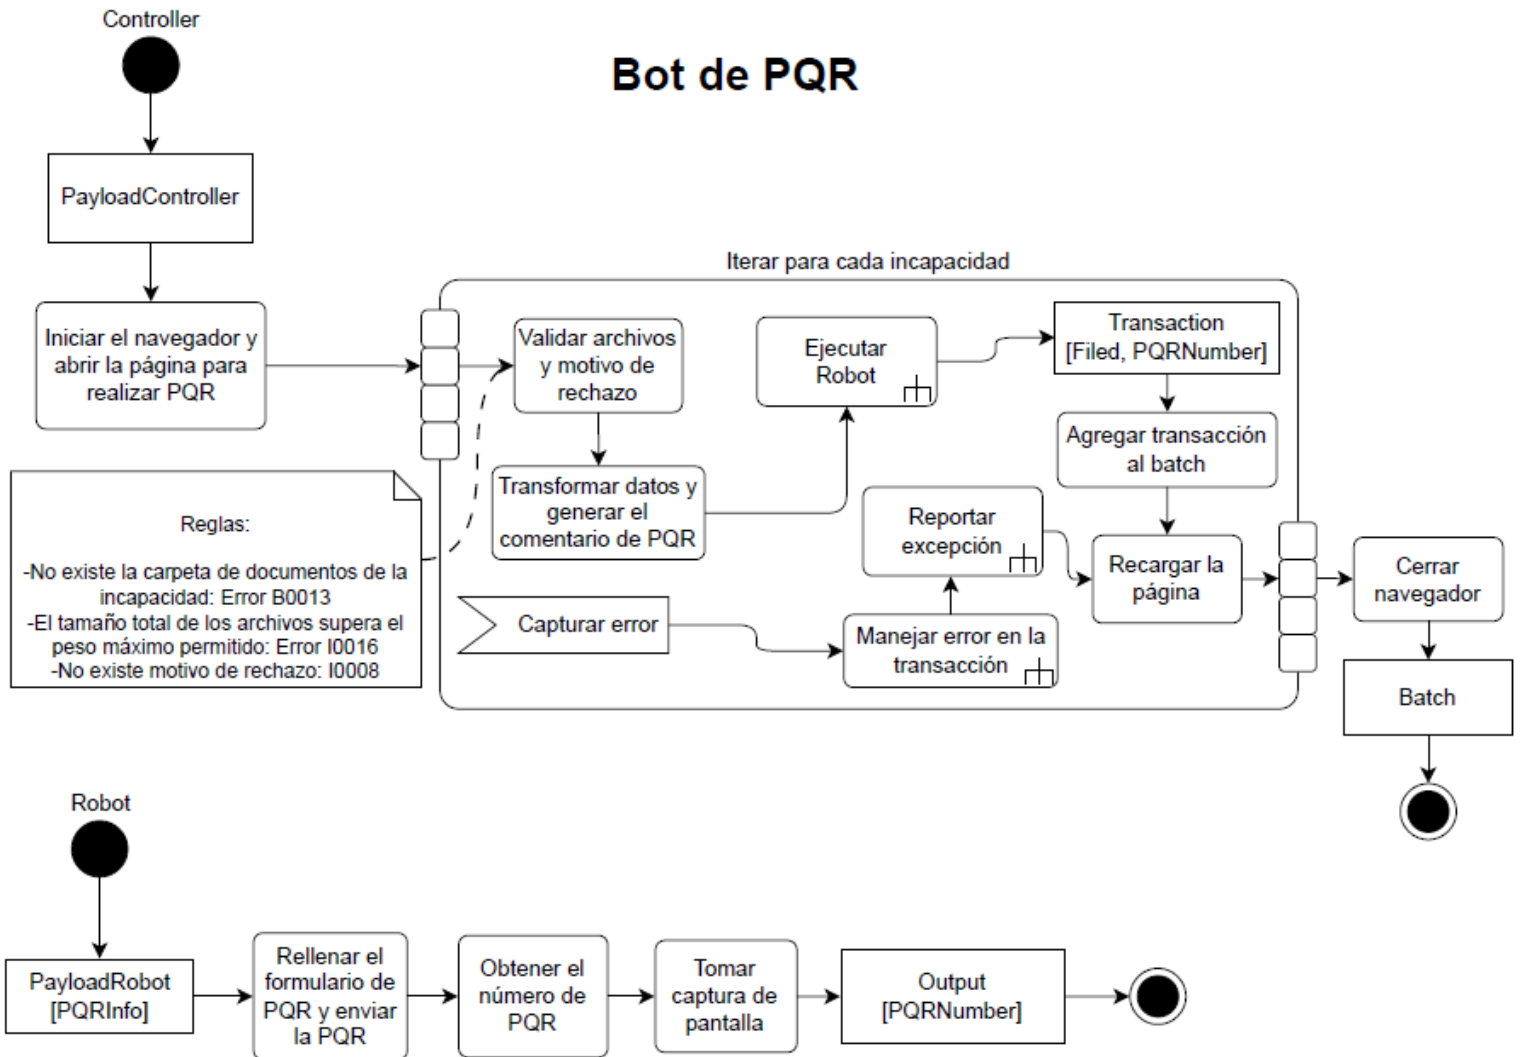 Controller
Bot de PQR
PayloadController
Iniciar el navegador y
abrir la página para
realizar PQR
Iterar para cada incapacidad
Validar archivos
y motivo de
rechazo
Transformar datos y
generar el
comentario de PQR
Ejecutar
Robot
Transaction
[Filed, PQRNumber]
Agregar transacción
al batch
Reportar
excepción
Recargar la
página
Capturar error
Manejar error en la
transacción
Cerrar
navegador
Batch
Reglas:
-No existe la carpeta de documentos de la
incapacidad: Error B0013
-El tamaño total de los archivos supera el
peso máximo permitido: Error I0016
-No existe motivo de rechazo: I0008
Robot
PayloadRobot
[PQRInfo]
Rellenar el
formulario de
PQR y enviar
la PQR
Obtener el
número de
PQR
Tomar
captura de
pantalla
Output
[PQRNumber]